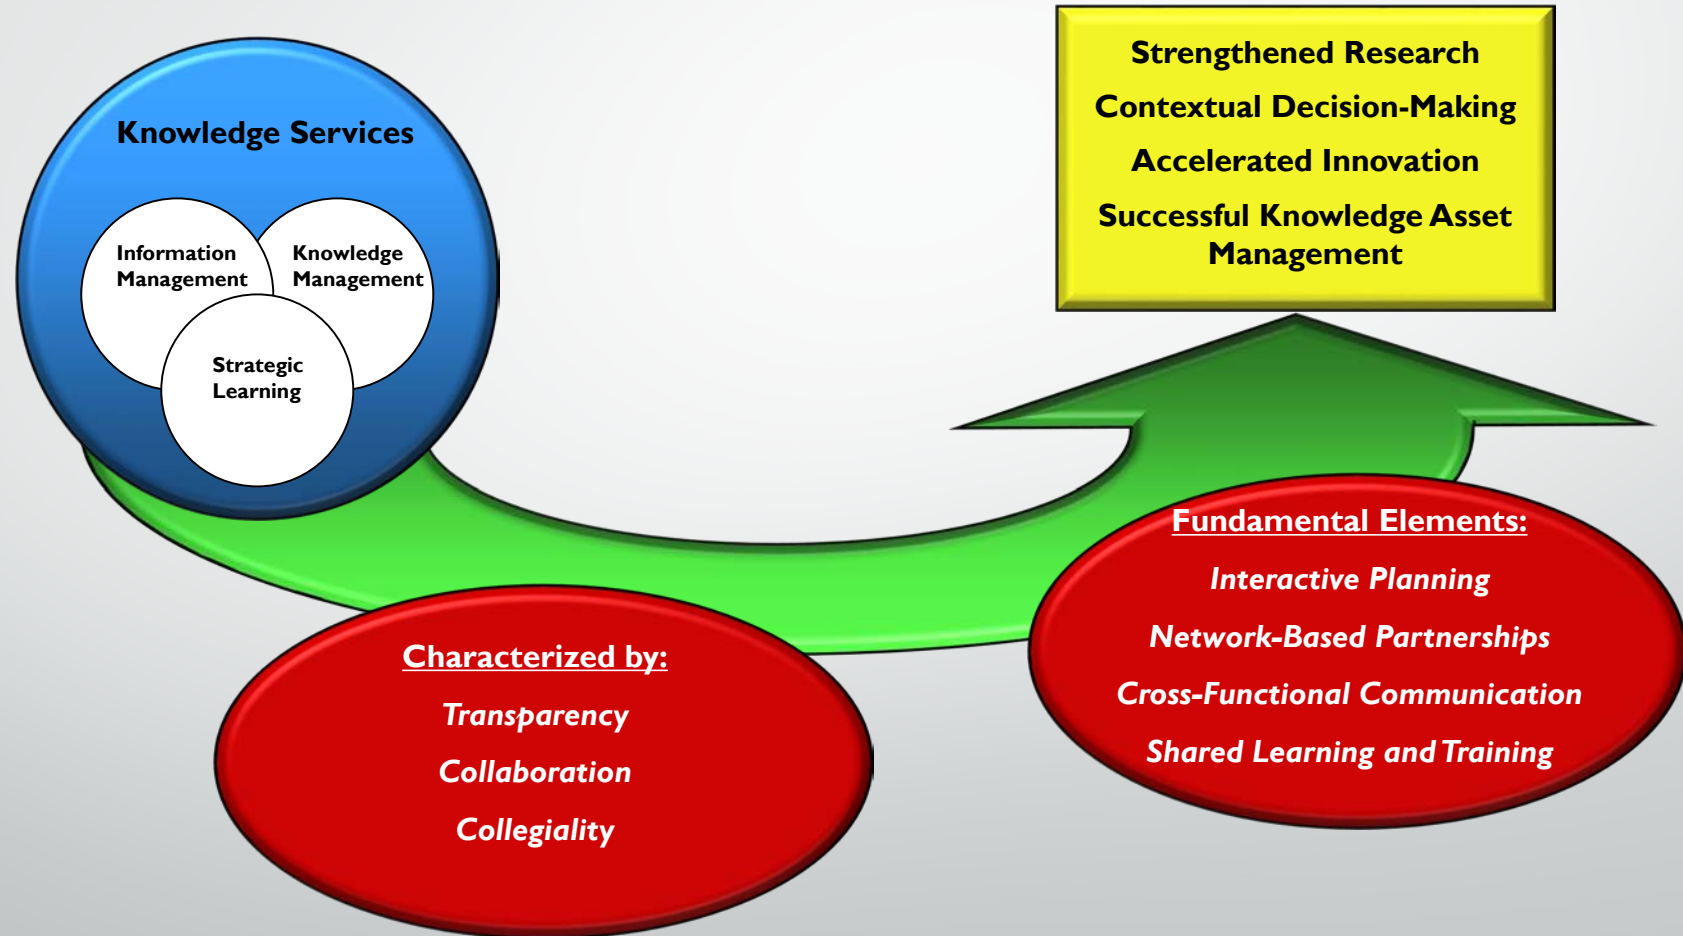 Knowledge Services
Information
Management
Knowledge
Management
Strategic
Learning
Strengthened Research
Contextual Decision-Making
Accelerated Innovation
Successful Knowledge Asset
Management
Characterized by:
Transparency
Collaboration
Collegiality
Fundamental Elements:
Interactive Planning
Network-Based Partnerships
Cross-Functional Communication
Shared Learning and Training